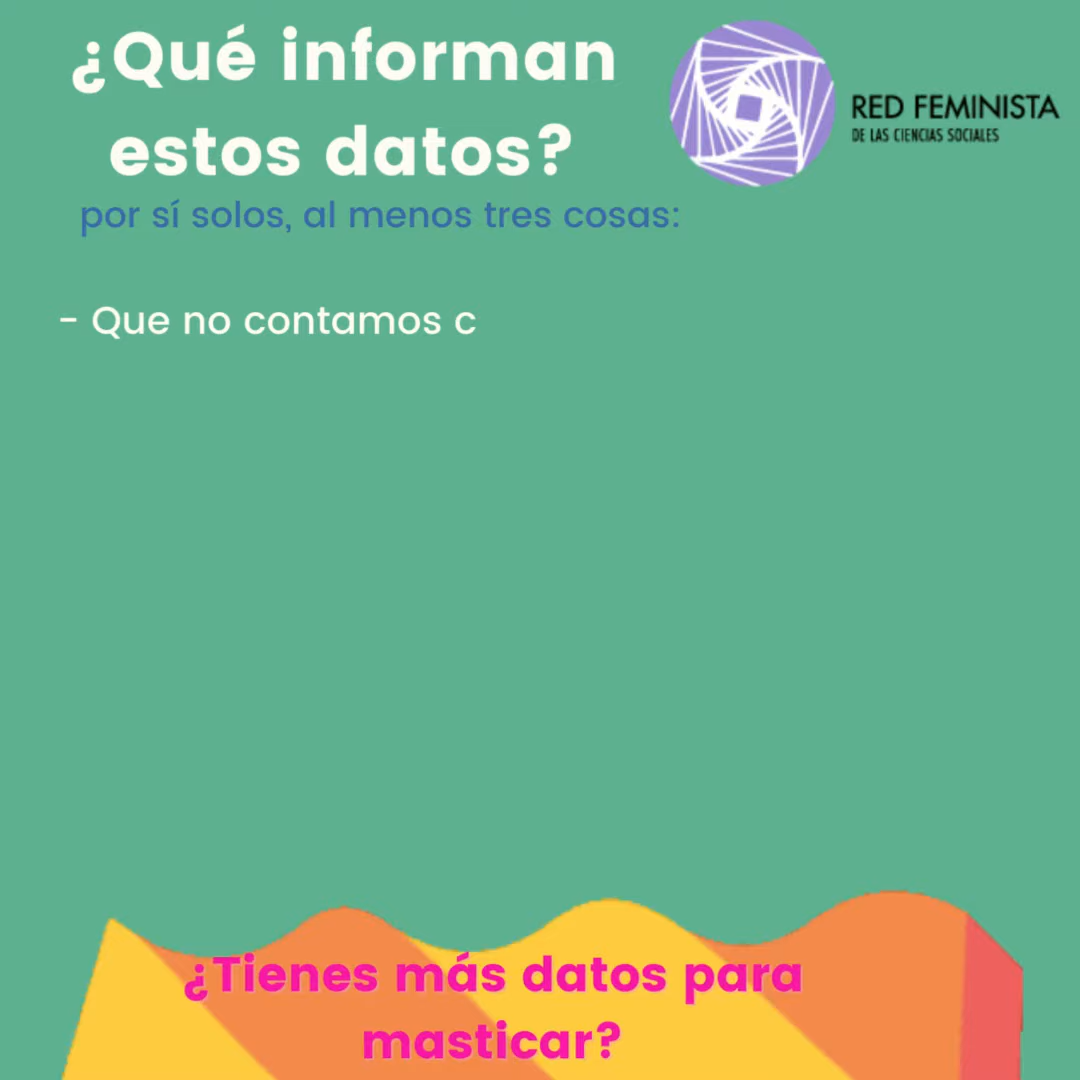 ¿Qué informan
estos datos?
RED FEMINISTA
DE LAS CIENCIAS SOCIALES
por sí solos, al menos tres cosas:
- Que no contamos c
¿Tienes más datos para
masticar?